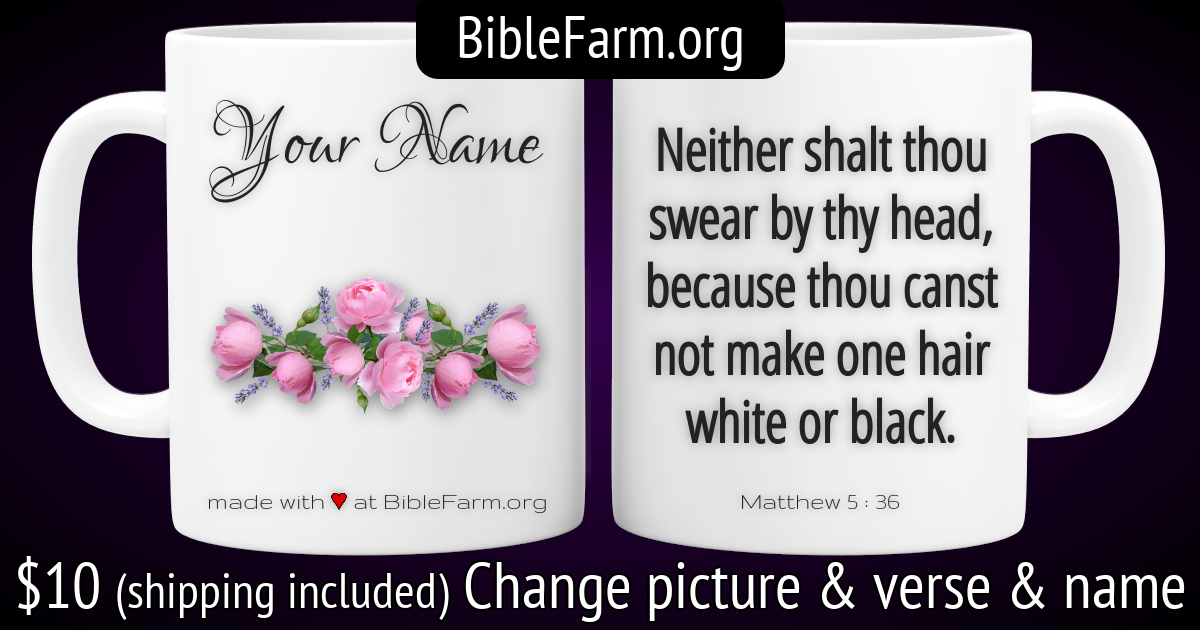 BibleFarm.org
Your Name
made with ♥ at BibleFarm.org
Neither shalt thou
swear by thy head,
because thou canst
not make one hair
white or black.
Matthew 5 : 36
$10 (shipping included) Change picture & verse & name